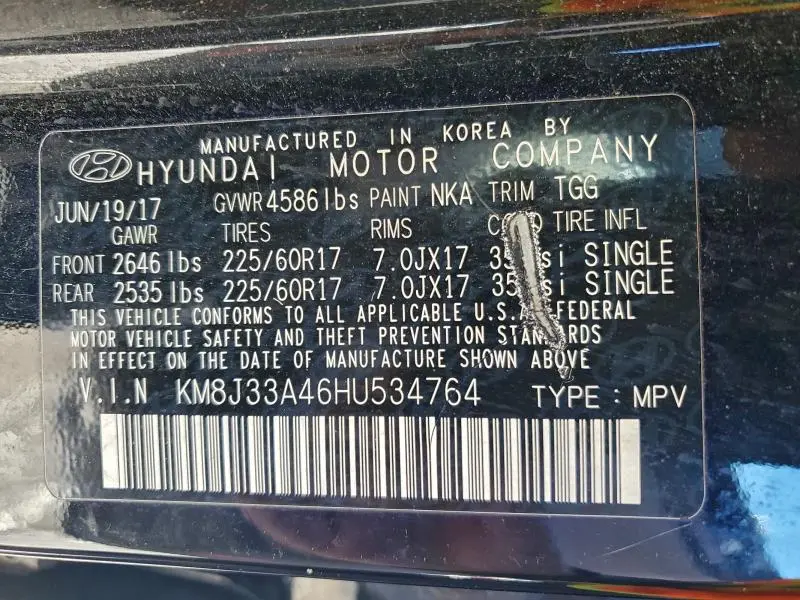 MANUFACTURED IN KOREA BY
HYUNDAI MOTOR COMPANY
JUN/19/17 GVWR 4586 lbs PAINT NKA TRIM TGG
GAWR TIRES RIMS TIRE INFL
FRONT 2646 lbs 225/60R17 7.0JX17 SINGLE
REAR 2535 lbs 225/60R17 7.0JX17 SINGLE
THIS VEHICLE CONFORMS TO ALL APPLICABLE U.S.A FEDERAL
MOTOR VEHICLE SAFETY AND THEFT PREVENTION
IN EFFECT ON THE DATE OF MANUFACTURE SHOWN ABOVE
V.I.N KM8J33A46HU534764 TYPE : MPV